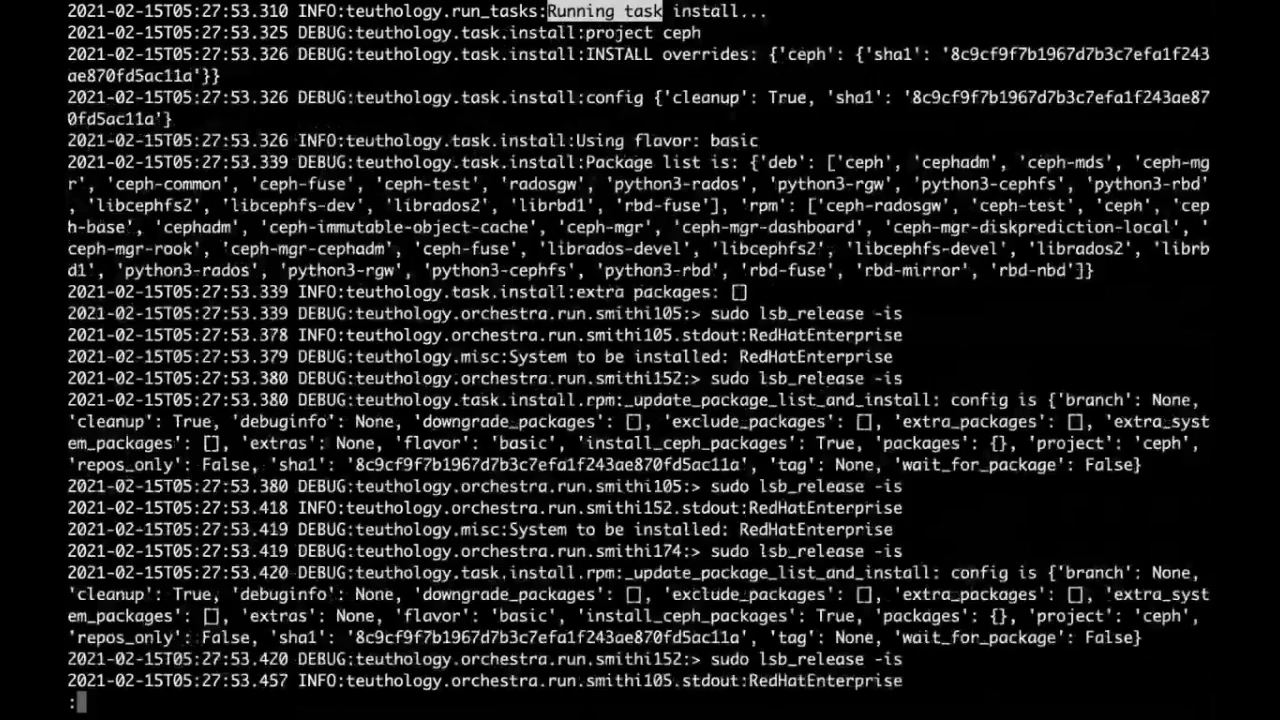 2021-02-15T05:27:53.310 INFO:teuthology.run_tasks:Running task install...
2021-02-15T05:27:53.325 DEBUG:teuthology.task.install:project ceph
2021-02-15T05:27:53.326 DEBUG:teuthology.task.install:INSTALL overrides: {'ceph': {'sha1': '8c9cf9f7b1967d7b3c7efa1f243
ae870fd5ac11a'}}
2021-02-15T05:27:53.326 DEBUG:teuthology.task.install:config {'cleanup': True, 'sha1': '8c9cf9f7b1967d7b3c7efa1f243ae87
0fd5ac11a'}
2021-02-15T05:27:53.326 INFO:teuthology.task.install:Using flavor: basic
2021-02-15T05:27:53.339 DEBUG:teuthology.task.install:Package list is: {'deb': ['ceph', 'cephadm', 'ceph-mds', 'ceph-mg
r', 'ceph-common', 'ceph-fuse', 'ceph-test', 'radosgw', 'python3-rados', 'python3-rgw', 'python3-cephfs', 'python3-rbd'
, 'libcephfs2', 'libcephfs-dev', 'librados2', 'librbd1', 'rbd-fuse'], 'rpm': ['ceph-radosgw', 'ceph-test', 'ceph', 'cep
h-base', 'cephadm', 'ceph-immutable-object-cache', 'ceph-mgr', 'ceph-mgr-dashboard', 'ceph-mgr-diskprediction-local', '
ceph-mgr-rook', 'ceph-mgr-cephadm', 'ceph-fuse', 'librados-devel', 'libcephfs2', 'libcephfs-devel', 'librados2', 'librb
d1', 'python3-rados', 'python3-rgw', 'python3-cephfs', 'python3-rbd', 'rbd-fuse', 'rbd-mirror', 'rbd-nbd']}
2021-02-15T05:27:53.339 INFO:teuthology.task.install:extra packages: []
2021-02-15T05:27:53.339 DEBUG:teuthology.orchestra.run.smithi105:> sudo lsb_release -is
2021-02-15T05:27:53.378 INFO:teuthology.orchestra.run.smithi105.stdout:RedHatEnterprise
2021-02-15T05:27:53.379 DEBUG:teuthology.misc:System to be installed: RedHatEnterprise
2021-02-15T05:27:53.380 DEBUG:teuthology.orchestra.run.smithi152:> sudo lsb_release -is
2021-02-15T05:27:53.380 DEBUG:teuthology.task.install.rpm:_update_package_list_and_install: config is {'branch': None,
'cleanup': True, 'debuginfo': None, 'downgrade_packages': [], 'exclude_packages': [], 'extra_packages': [], 'extra_syst
em_packages': [], 'extras': None, 'flavor': 'basic', 'install_ceph_packages': True, 'packages': {}, 'project': 'ceph',
'repos_only': False, 'sha1': '8c9cf9f7b1967d7b3c7efa1f243ae870fd5ac11a', 'tag': None, 'wait_for_package': False}
2021-02-15T05:27:53.380 DEBUG:teuthology.orchestra.run.smithi105:> sudo lsb_release -is
2021-02-15T05:27:53.418 INFO:teuthology.orchestra.run.smithi152.stdout:RedHatEnterprise
2021-02-15T05:27:53.419 DEBUG:teuthology.misc:System to be installed: RedHatEnterprise
2021-02-15T05:27:53.419 DEBUG:teuthology.orchestra.run.smithi174:> sudo lsb_release -is
2021-02-15T05:27:53.420 DEBUG:teuthology.task.install.rpm:_update_package_list_and_install: config is {'branch': None,
'cleanup': True, 'debuginfo': None, 'downgrade_packages': [], 'exclude_packages': [], 'extra_packages': [], 'extra_syst
em_packages': [], 'extras': None, 'flavor': 'basic', 'install_ceph_packages': True, 'packages': {}, 'project': 'ceph',
'repos_only': False, 'sha1': '8c9cf9f7b1967d7b3c7efa1f243ae870fd5ac11a', 'tag': None, 'wait_for_package': False}
2021-02-15T05:27:53.420 DEBUG:teuthology.orchestra.run.smithi152:> sudo lsb_release -is
2021-02-15T05:27:53.457 INFO:teuthology.orchestra.run.smithi105.stdout:RedHatEnterprise
: